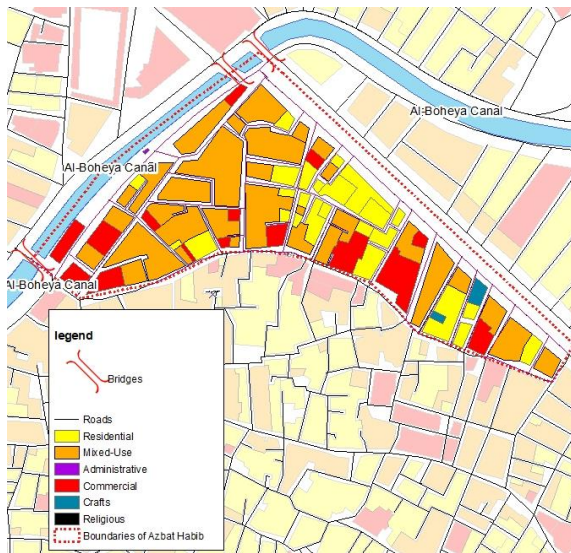 Al-Boheya Canal
Al-Boheya Canal
Al-Boheya Canal
legend
Bridges
Roads
Residential
Mixed-Use
Administrative
Commercial
Crafts
Religious
Boundaries of Azbat Habib